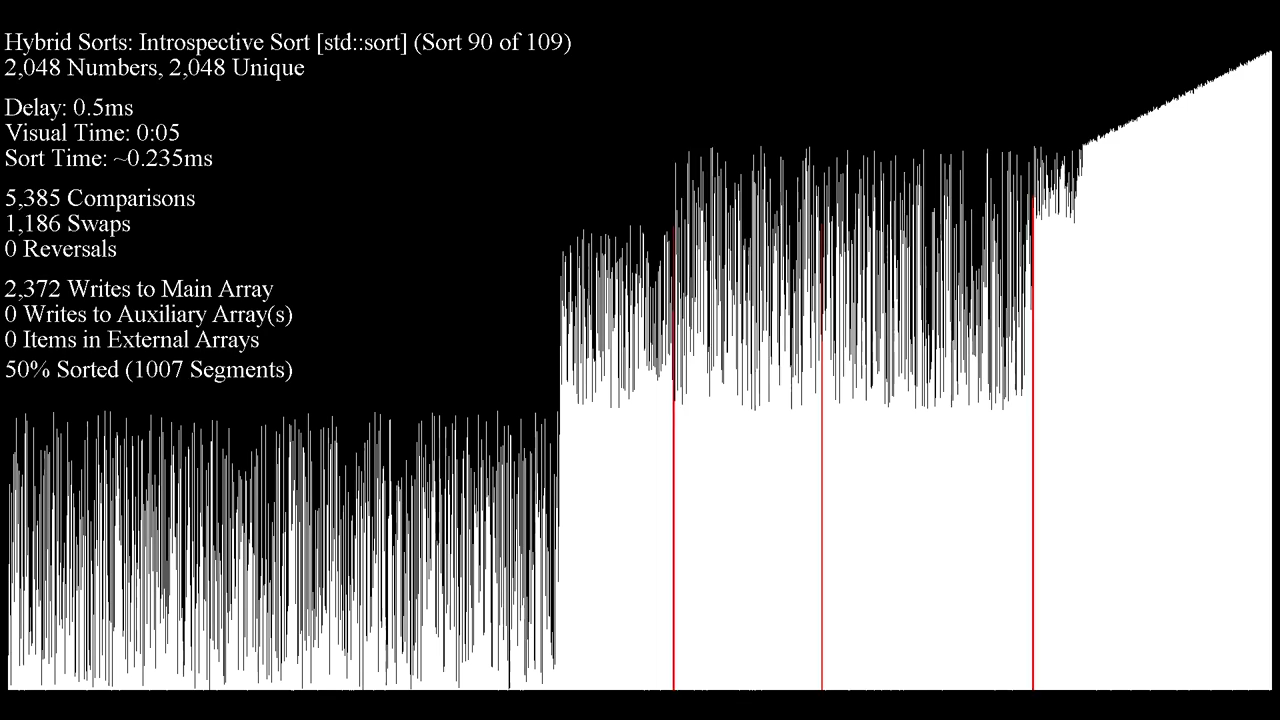 Hybrid Sorts: Introspective Sort [std::sort] (Sort 90 of 109)
2,048 Numbers, 2,048 Unique
Delay: 0.5ms
Visual Time: 0:05
Sort Time: ~0.235ms
5,385 Comparisons
1,186 Swaps
0 Reversals
2,372 Writes to Main Array
0 Writes to Auxiliary Array(s)
0 Items in External Arrays
50% Sorted (1007 Segments)